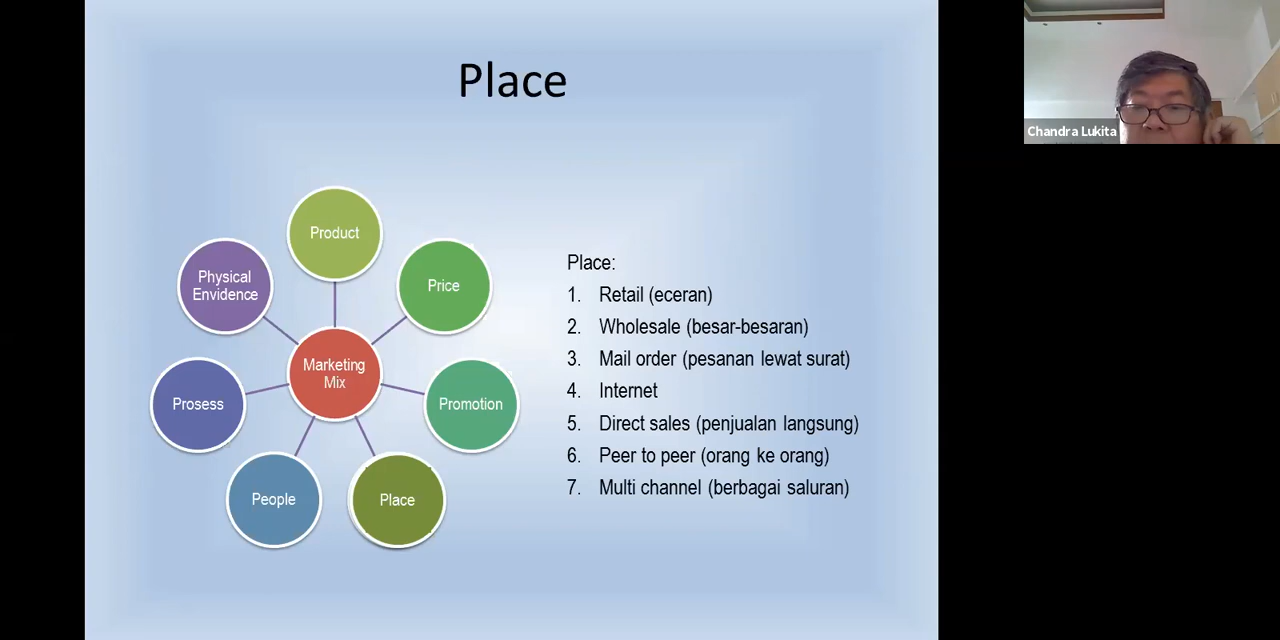 Place
Product
Price
Promotion
Place
People
Prosess
Physical
Envidence
Marketing
Mix
Place:
1. Retail (eceran)
2. Wholesale (besar-besaran)
3. Mail order (pesanan lewat surat)
4. Internet
5. Direct sales (penjualan langsung)
6. Peer to peer (orang ke orang)
7. Multi channel (berbagai saluran)
Chandra Lukita